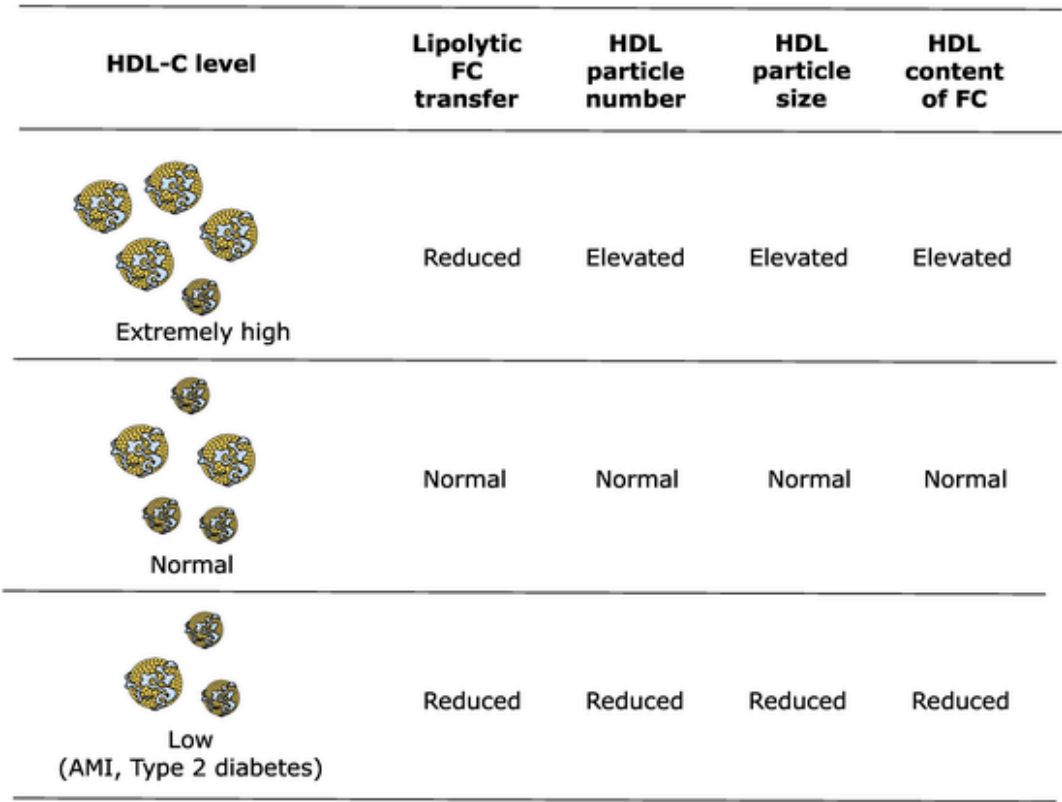 HDL-C level
Lipolytic
FC
transfer
HDL
particle
number
HDL
particle
size
HDL
content
of FC
Extremely high
Reduced
Elevated
Elevated
Elevated
Normal
Normal
Normal
Normal
Normal
Low
(AMI, Type 2 diabetes)
Reduced
Reduced
Reduced
Reduced